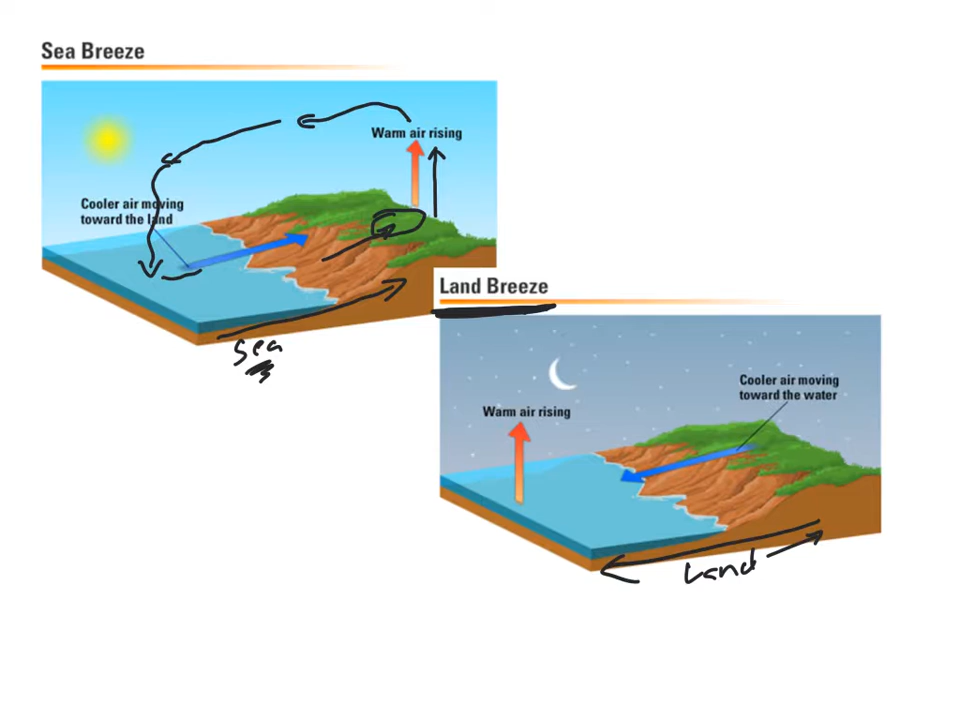 Sea Breeze
Warm air rising
Cooler air moving
toward the land
sea
Land Breeze
Cooler air moving
toward the water
Warm air rising
Land